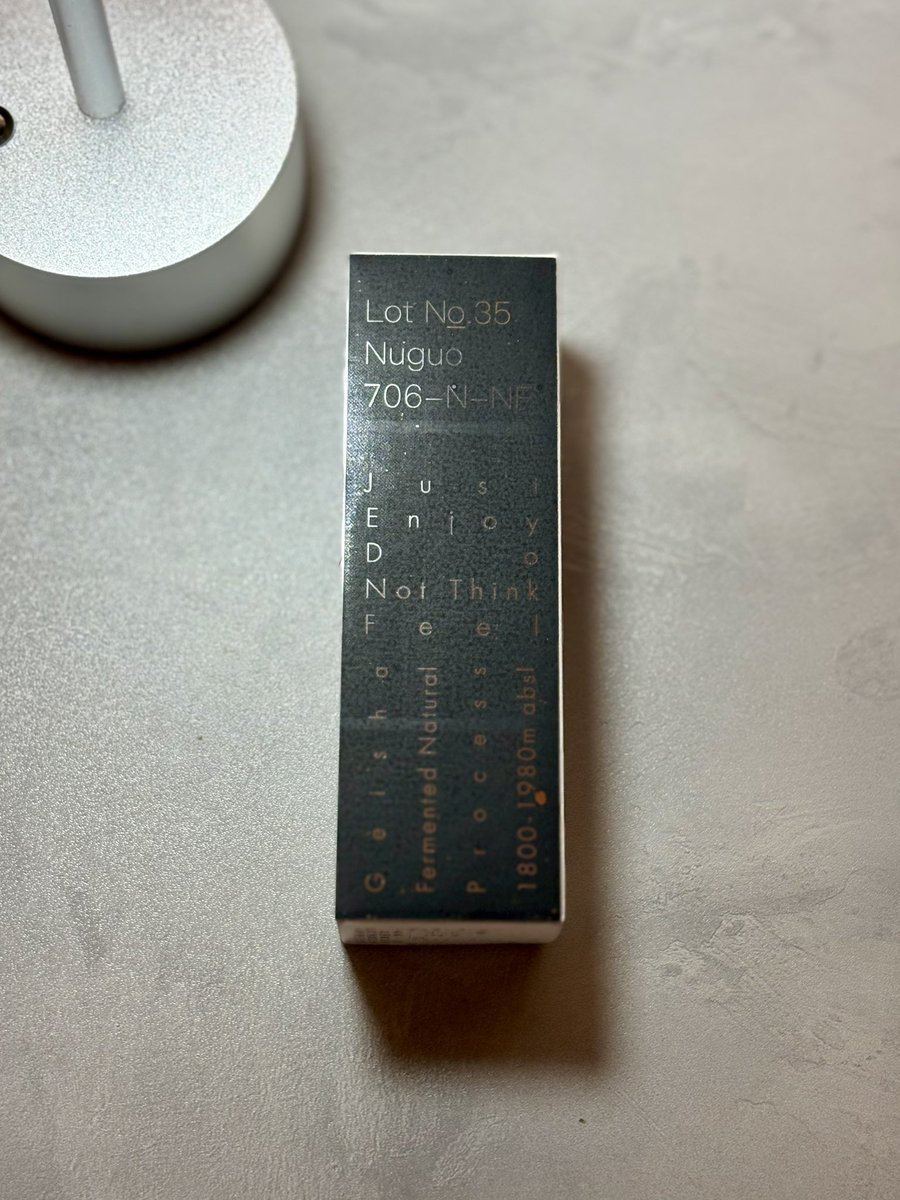 Lot No.35
Nuguo
706-N-NF
Just
Enjoy
Do
Not Think
Feel
Geisha
Fermented Natural
Process
1800-1980m absl